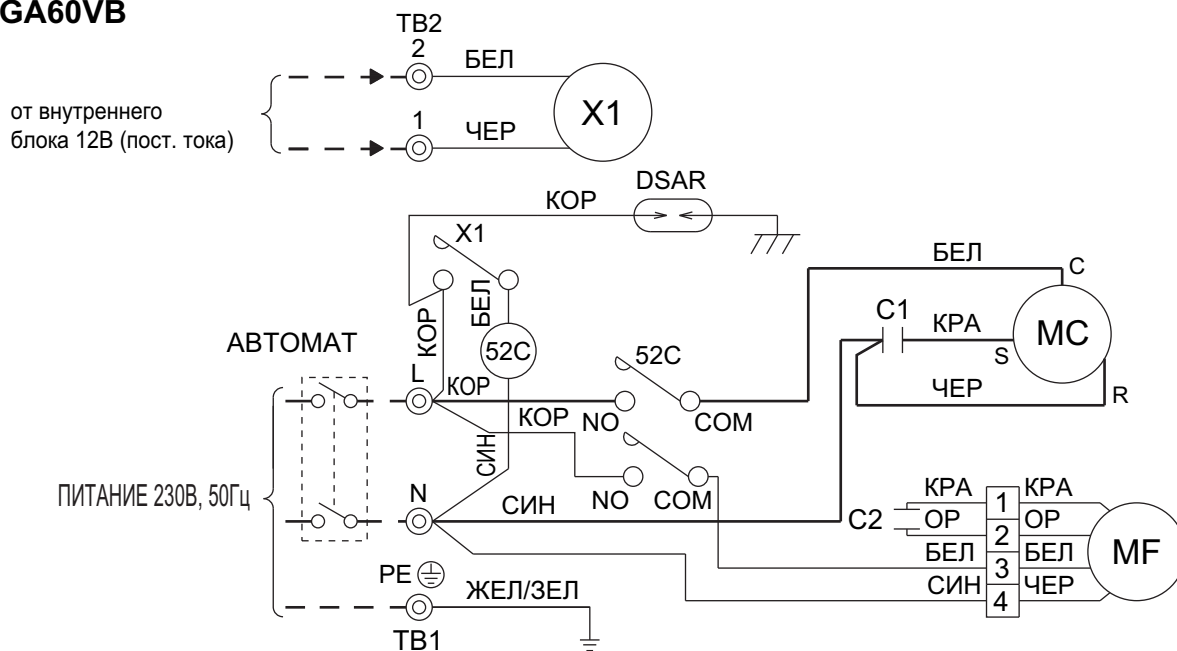 GA60VB
TB2
2
БЕЛ
от внутреннего
блока 12В (пост. тока)
1
ЧЕР
X1
DSAR
КОР
X1
БЕЛ
C
БЕЛ
КОР
АВТОМАТ
52C
52C
C1
КРА
S
MC
ЧЕР
R
L
КОР
NO
COM
КОР
СИН
NO
COM
ПИТАНИЕ 230В, 50Гц
N
СИН
C2
КРА
1
КРА
ОР
2
ОР
БЕЛ
3
БЕЛ
СИН
4
ЧЕР
MF
PE
ЖЕЛ/ЗЕЛ
TB1